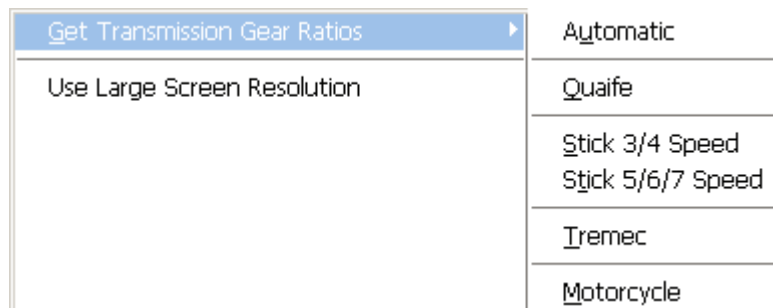 Get Transmission Gear Ratios
Use Large Screen Resolution
Automatic
Quaife
Stick 3/4 Speed
Stick 5/6/7 Speed
Tremec
Motorcycle